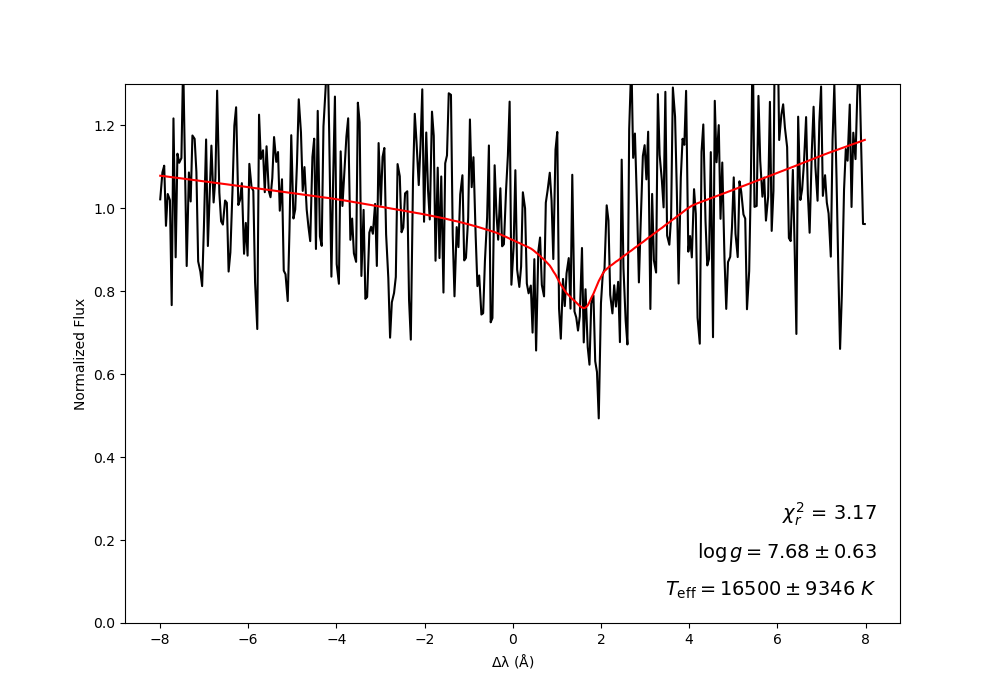 1.2
1.0
0.8
0.6
0.4
0.2
0.0
Normalized Flux
χ²ᵣ = 3.17
log g = 7.68 ± 0.63
T_eff = 16500 ± 9346 K
−8 −6 −4 −2 0 2 4 6 8
Δλ (Å)